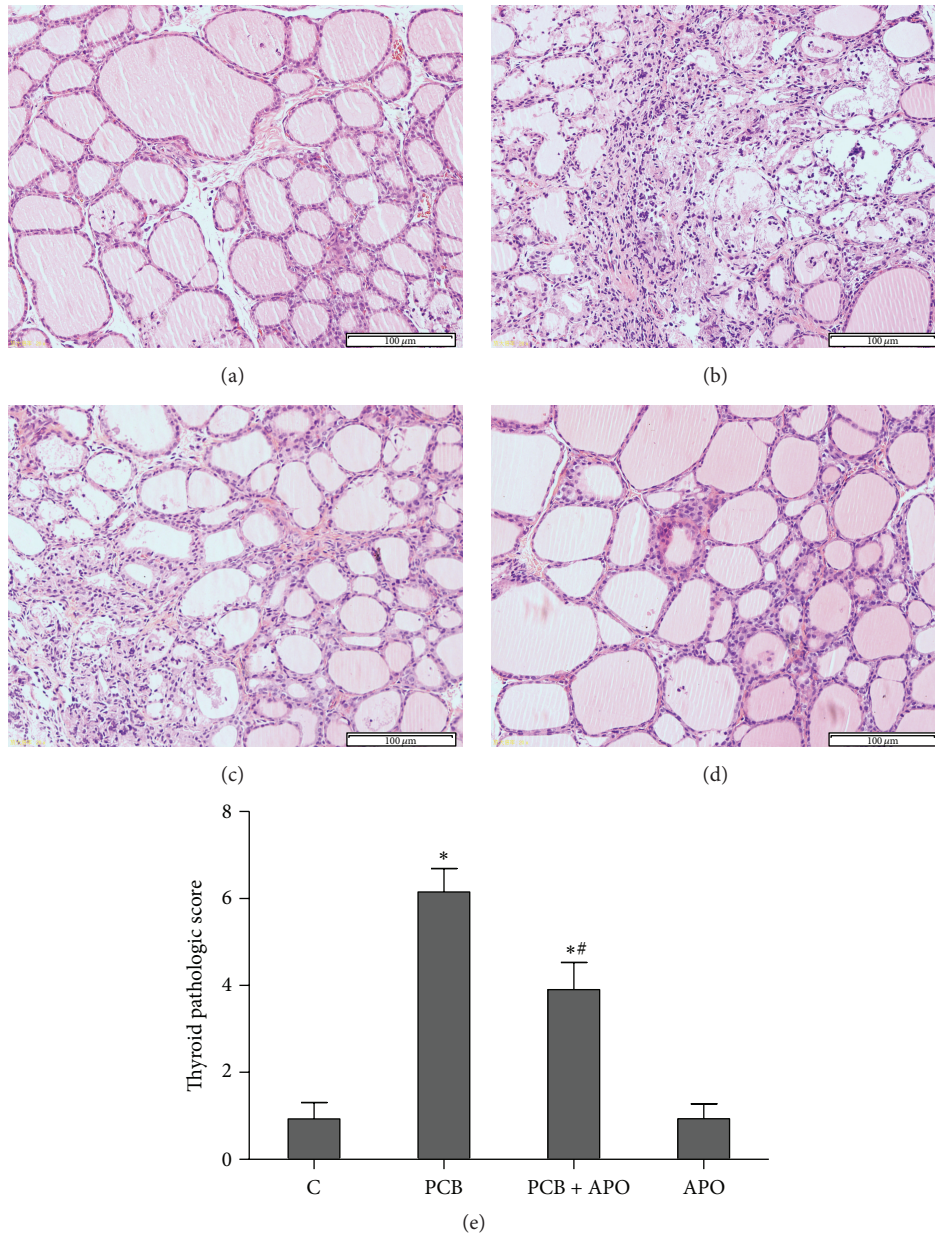 100 μm
100 μm
(a)
(b)
100 μm
100 μm
(c)
(d)
8
6
4
2
0
Thyroid pathologic score
*
*#
C
PCB
PCB + APO
APO
(e)